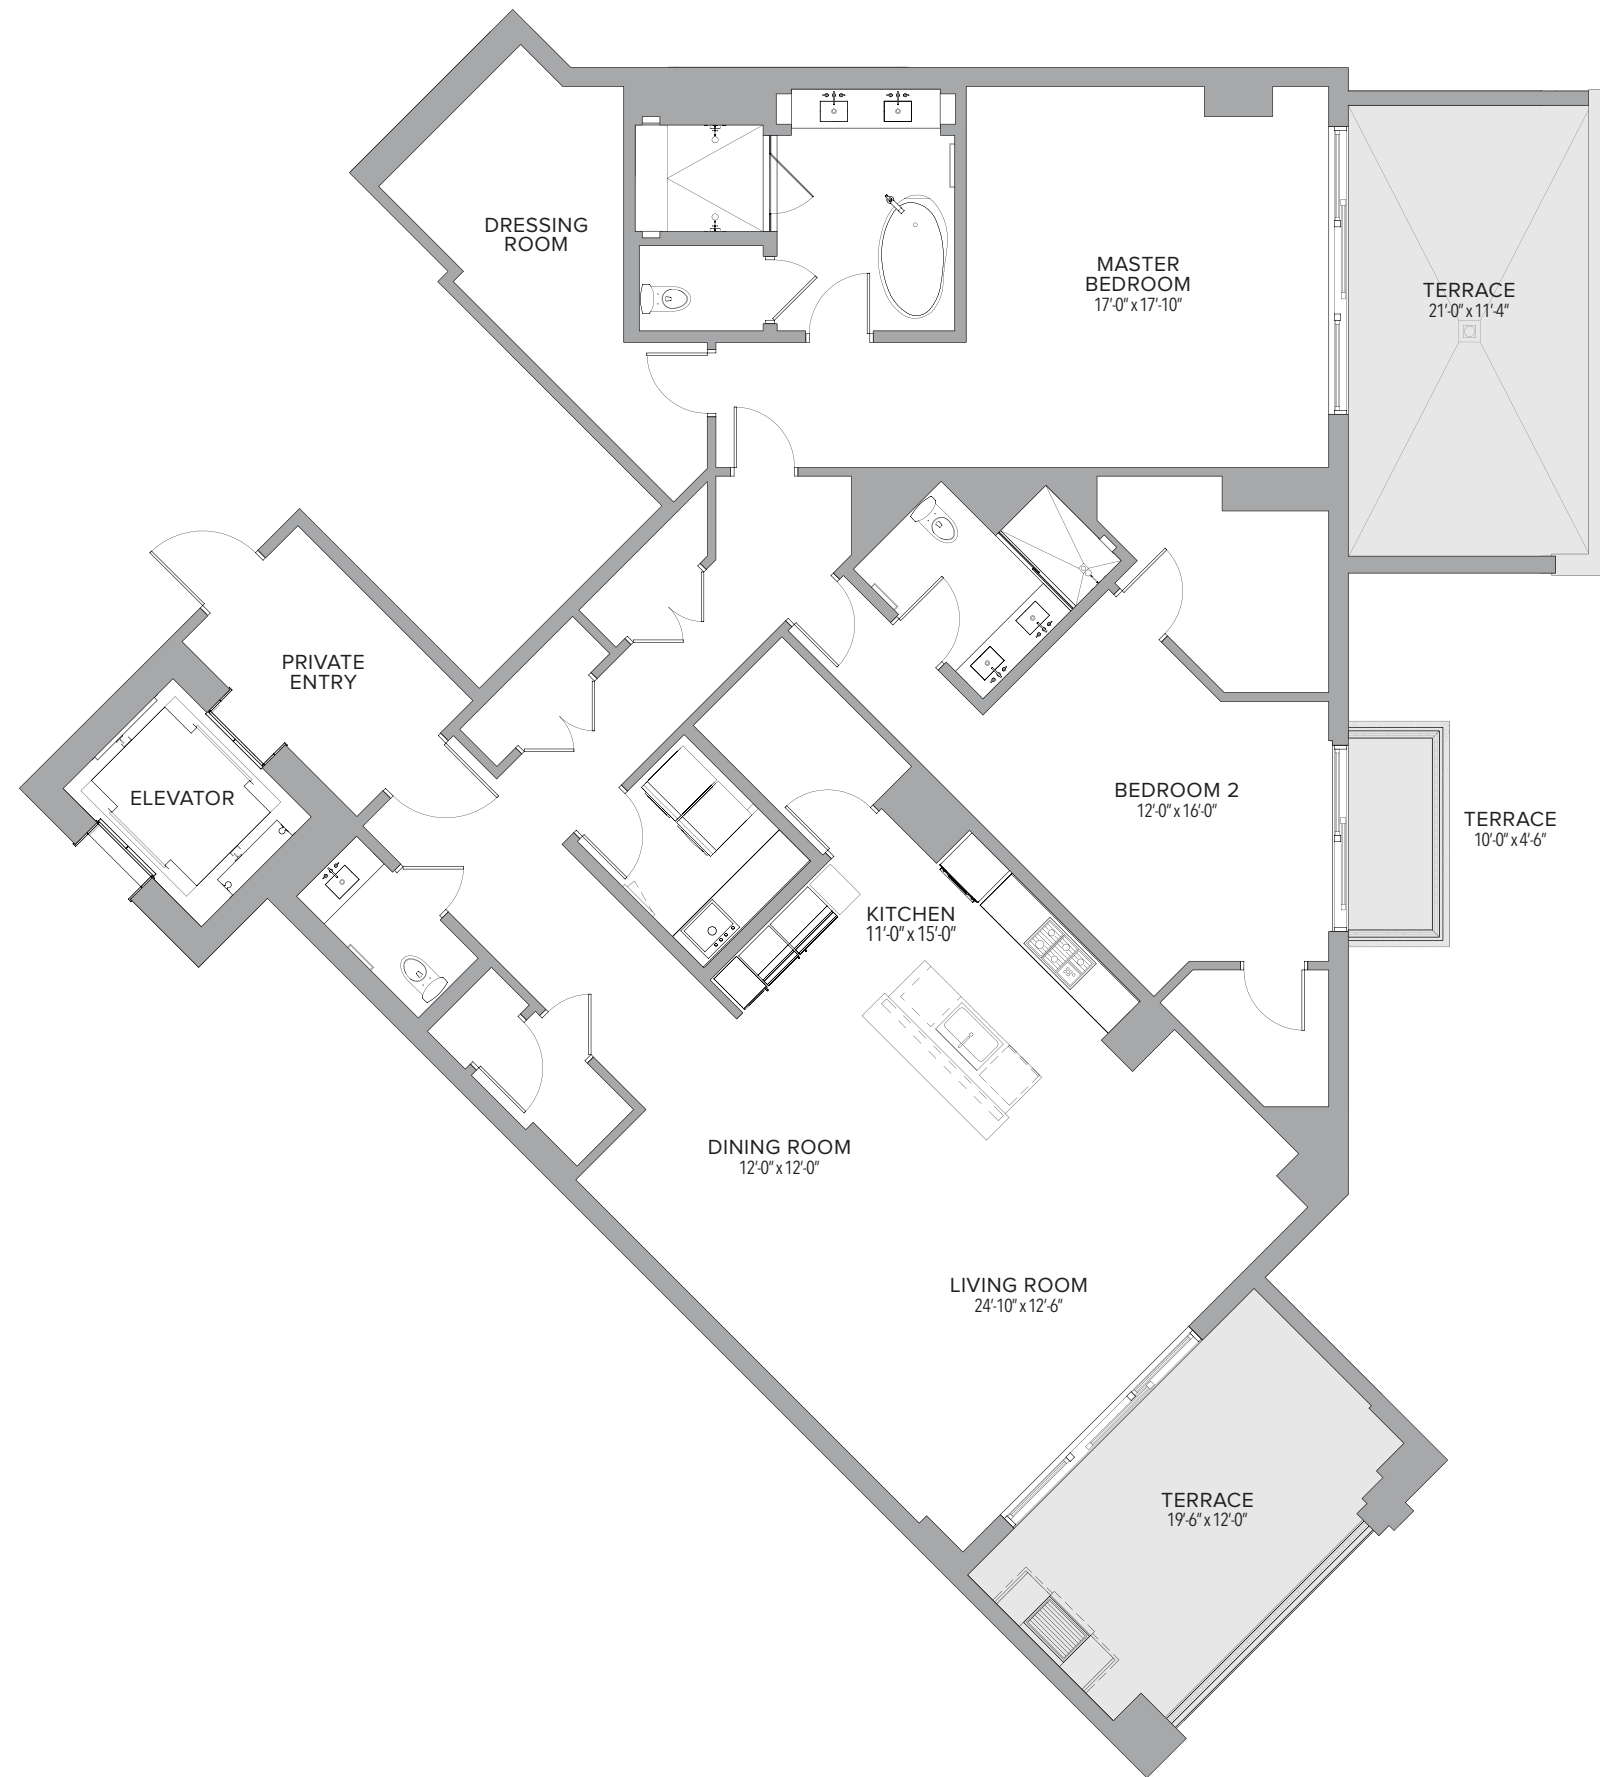 DRESSING
ROOM
MASTER
BEDROOM
17'-0" x 17'-10"
TERRACE
21'-0" x 11'-4"
PRIVATE
ENTRY
ELEVATOR
BEDROOM 2
12'-0" x 16'-0"
TERRACE
10'-0" x 4'-6"
KITCHEN
11'-0" x 15'-0"
DINING ROOM
12'-0" x 12'-0"
LIVING ROOM
24'-10" x 12'-6"
TERRACE
19'-6" x 12'-0"